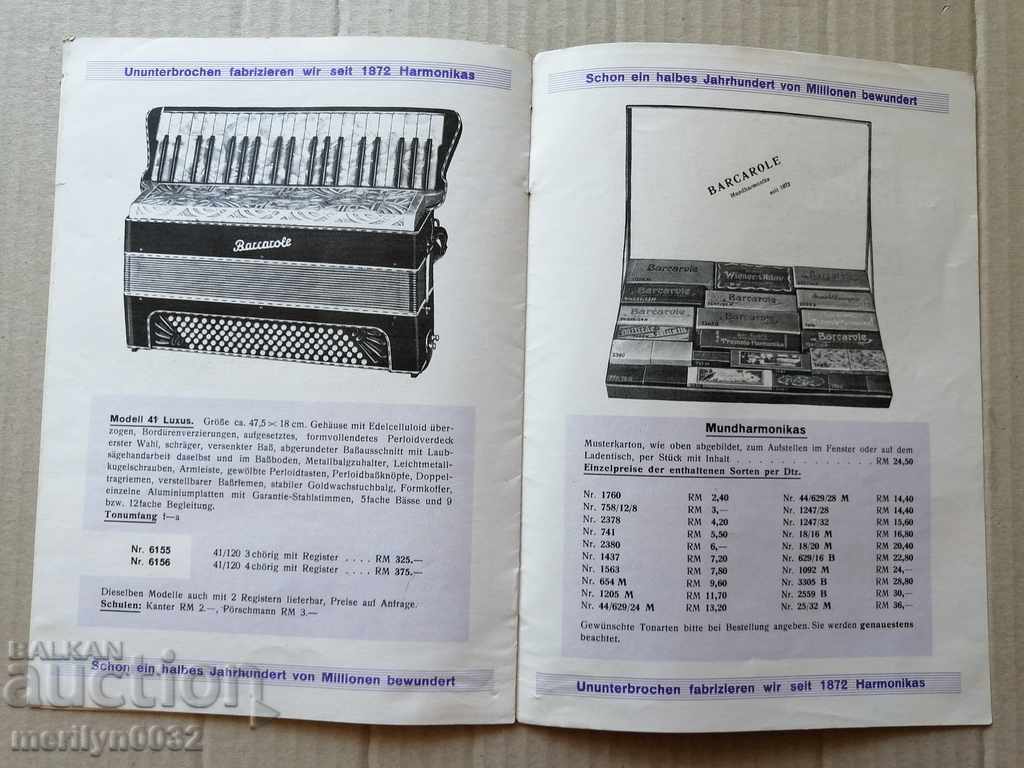 Ununterbrochen fabrizieren wir seit 1872 Harmonikas
Barcarole
Modell 41 Luxus. Größe ca. 47,5 × 18 cm. Gehäuse mit Edelcelluloid über-
zogen, Bordürenverzierungen, aufgesetztes, formvollendetes Perloidverdeck
erster Wahl, schräger, versenkter Baß, abgerundeter Baßausschnitt mit Laub-
sägehandarbeit daselbst und im Baßboden, Metallbalgzuhalter, Leichtmetall-
kugelschrauben, Armleiste, gewölbte Perloidtasten, Perloidbaßknöpfe, Doppel-
tragriemen, verstellbarer Baßriemen, stabiler Goldwachstuchbalg, Formkoffer,
einzelne Aluminiumplatten mit Garantie-Stahlstimmen, 5fache Bässe und 9
bzw. 12fache Begleitung.
Tonumfang f—a
Nr. 6155 41/120 3 chörig mit Register . . . . RM 325.—
Nr. 6156 41/120 4 chörig mit Register . . . . RM 375.—
Dieselben Modelle auch mit 2 Registern lieferbar, Preise auf Anfrage.
Schulen: Kanter RM 2.—, Pörschmann RM 3.—
Schon ein halbes Jahrhundert von Millionen bewundert
Schon ein halbes Jahrhundert von Millionen bewundert
BARCAROLE
Mundharmonika
seit 1872
Barcarole
Barcarole
Barcarole
Militär Musik
Barcarole
2380
Mundharmonikas
Musterkarton, wie oben abgebildet, zum Aufstellen im Fenster oder auf dem
Ladentisch, per Stück mit Inhalt . . . . . . . . . . . . RM 24,50
Einzelpreise der enthaltenen Sorten per Dtz.
Nr. 1760 RM 2,40 Nr. 44/629/28 M RM 14,40
Nr. 758/12/8 RM 3,— Nr. 1247/28 RM 14,40
Nr. 2378 RM 4,20 Nr. 1247/32 RM 15,60
Nr. 741 RM 5,50 Nr. 18/16 M RM 16,80
Nr. 2380 RM 6,— Nr. 18/20 M RM 20,40
Nr. 1437 RM 7,20 Nr. 629/16 B RM 22,80
Nr. 1563 RM 7,80 Nr. 1092 M RM 24,—
Nr. 654 M RM 9,60 Nr. 3305 B RM 28,80
Nr. 1205 M RM 11,70 Nr. 2559 B RM 30,—
Nr. 44/629/24 M RM 13,20 Nr. 25/32 M RM 36,—
Gewünschte Tonarten bitte bei Bestellung angeben. Sie werden genauestens
beachtet.
Ununterbrochen fabrizieren wir seit 1872 Harmonikas
BALKAN
auction
merilyn0032